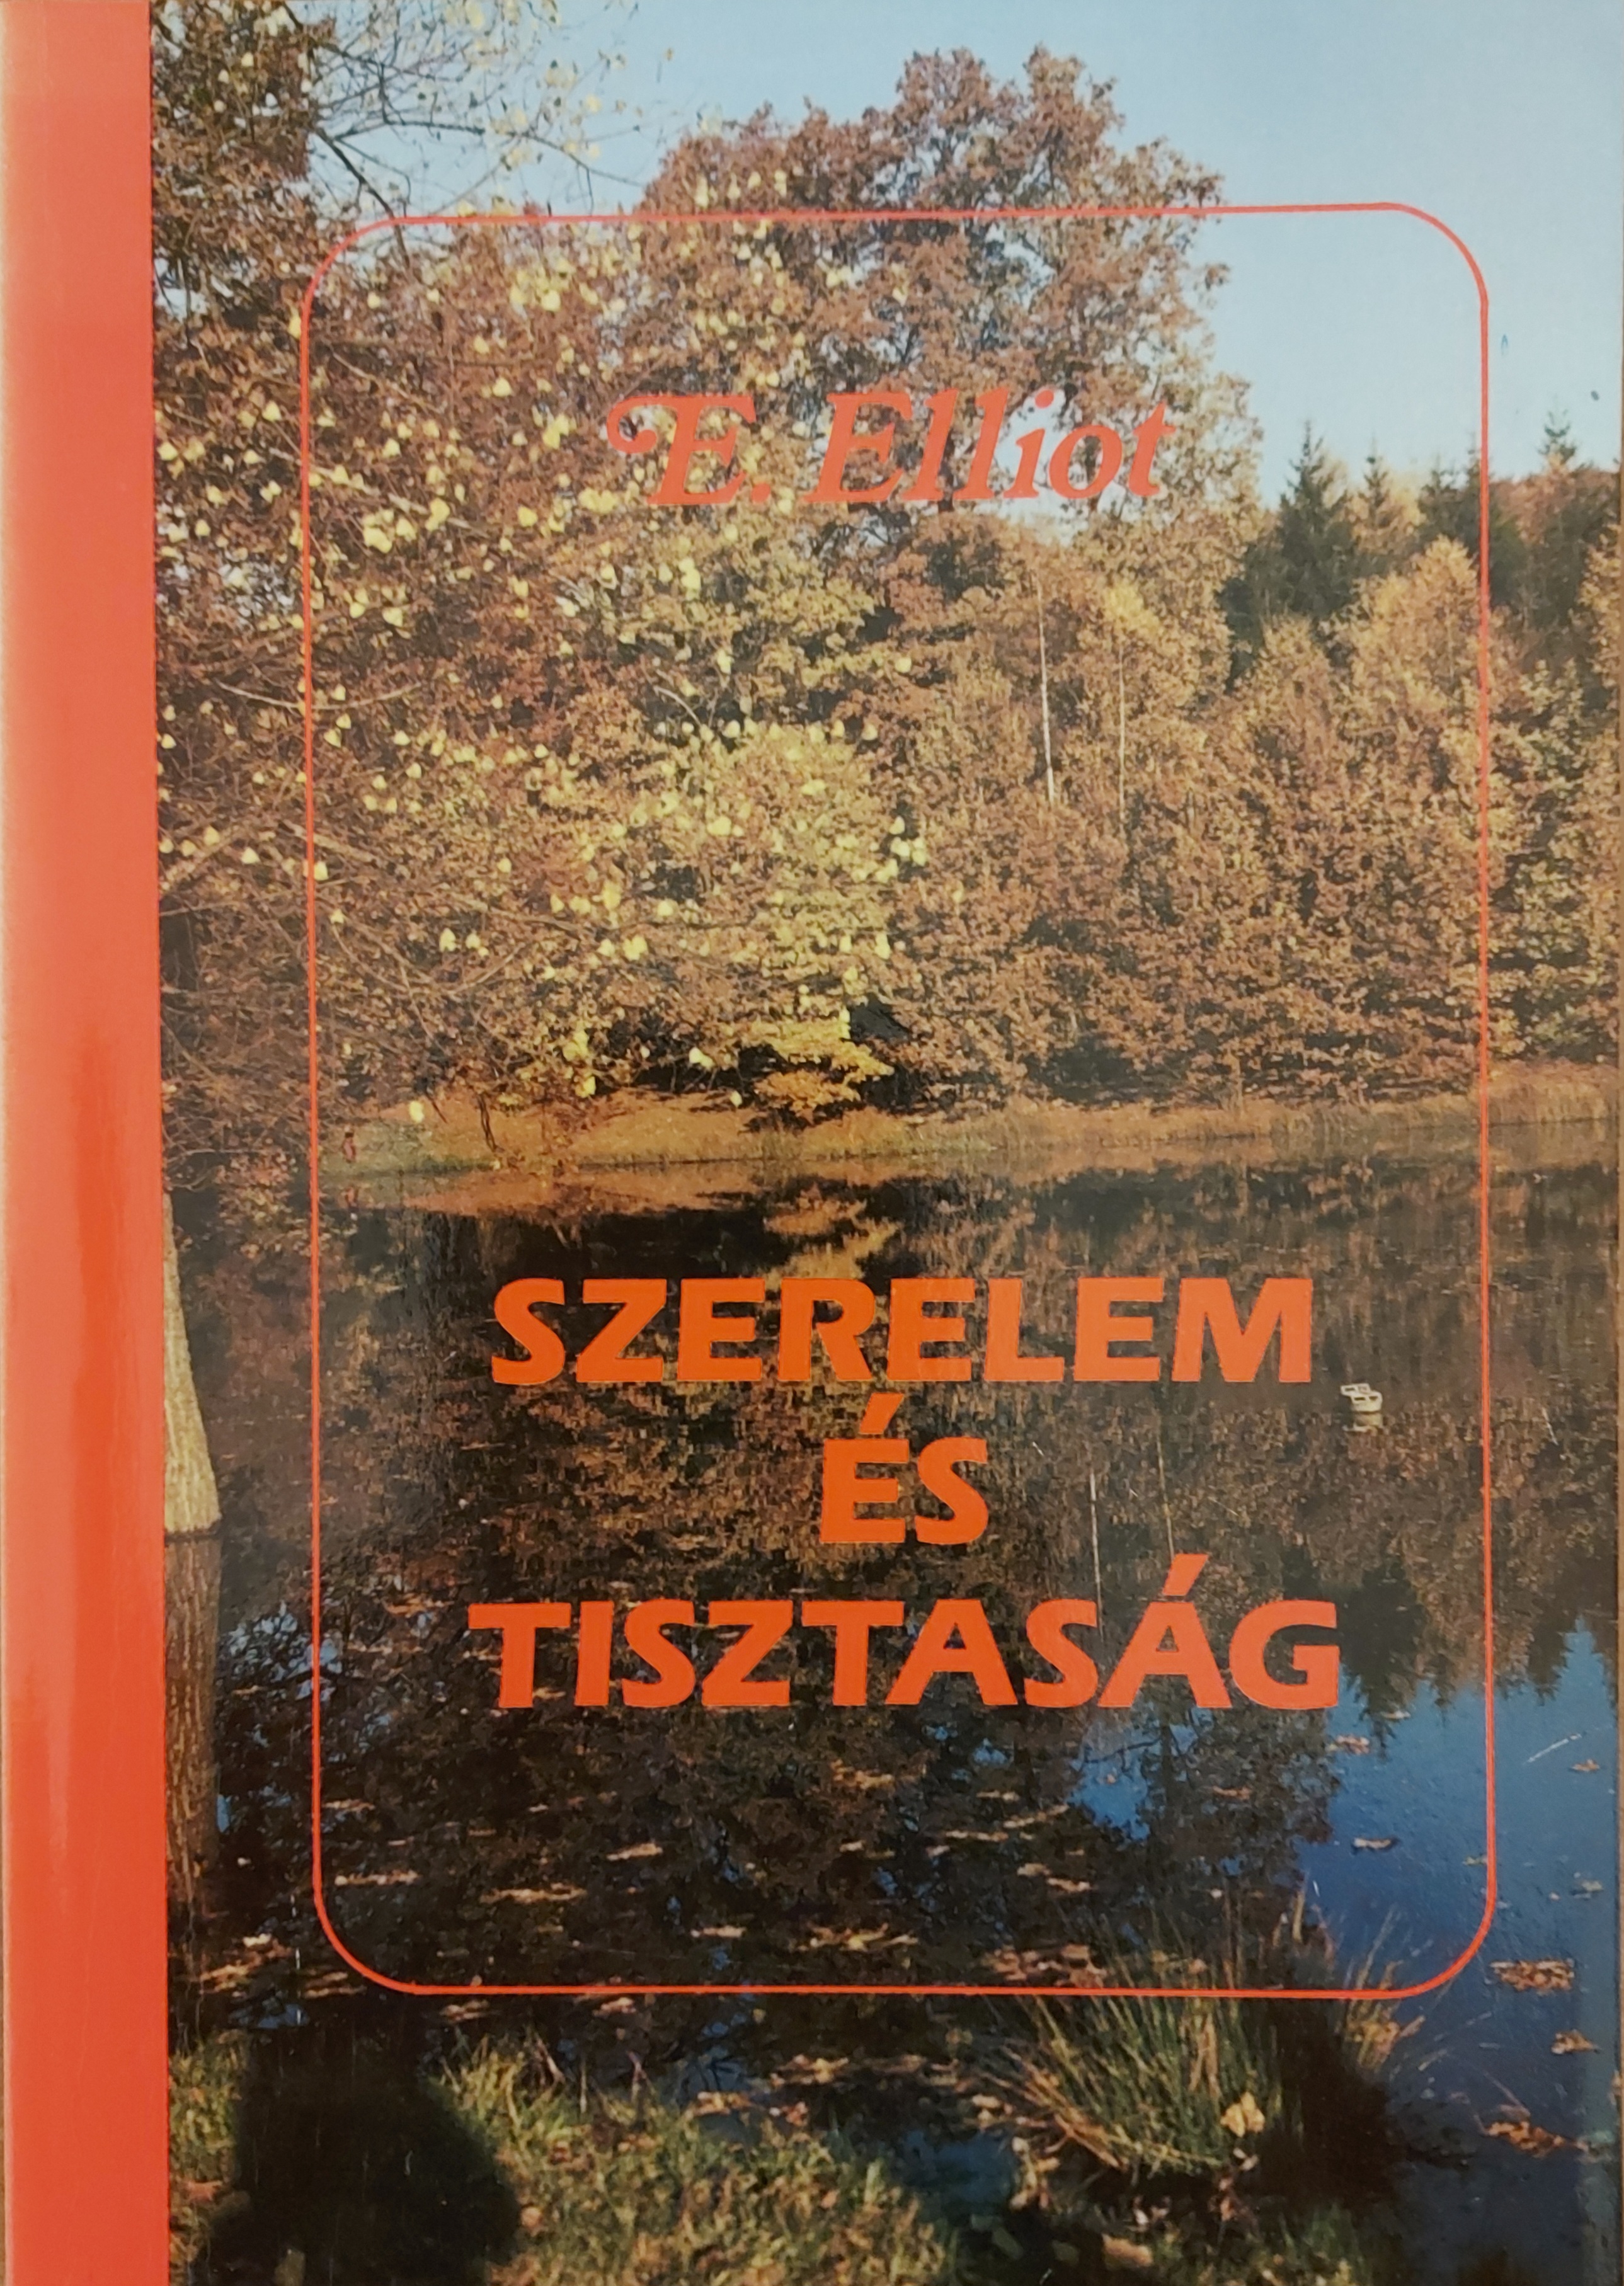 E. Elliot
SZERELEM
ÉS
TISZTASÁG